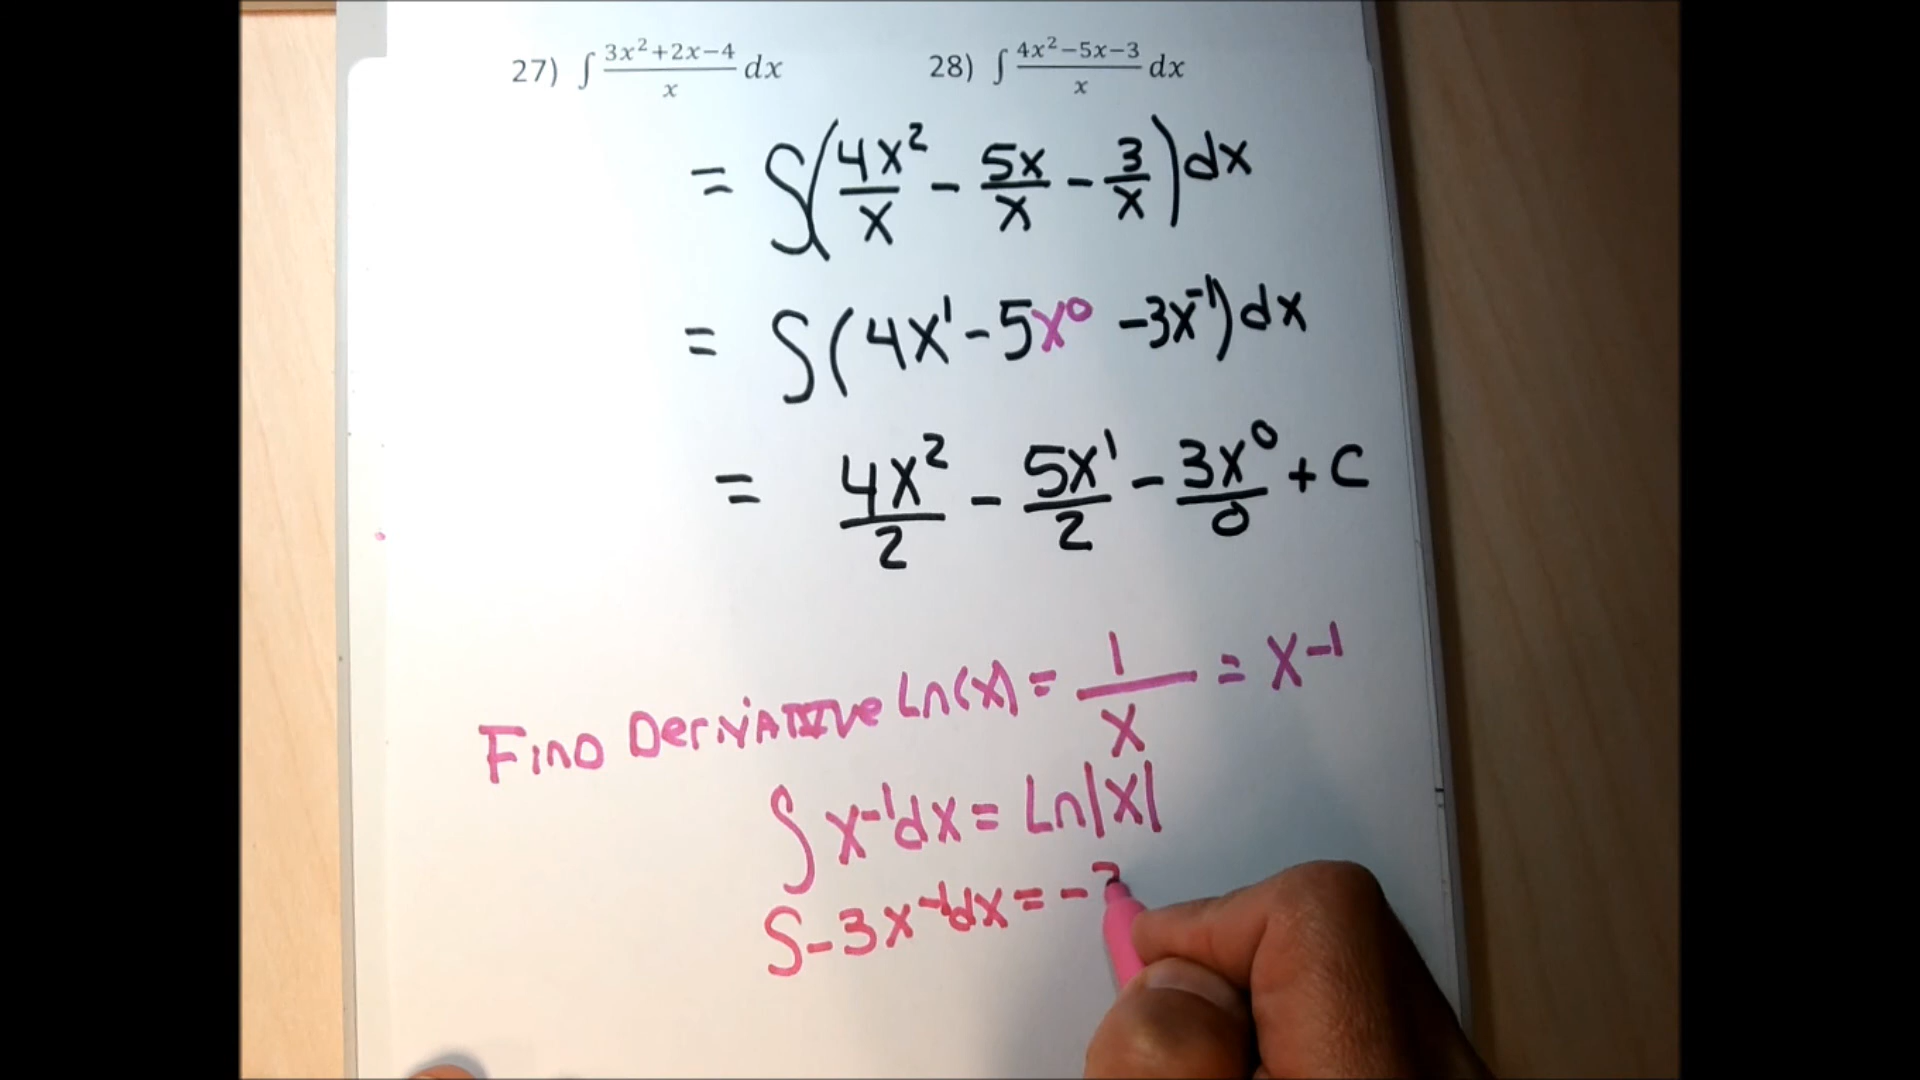 27) ∫ (3x²+2x−4)/x dx    28) ∫ (4x²−5x−3)/x dx
= ∫(4x²/x - 5x/x - 3/x)dx
= ∫(4x¹ - 5x⁰ - 3x⁻¹)dx
= 4x²/2 - 5x¹/2 - 3x⁰/0 + C
Find Derivative Ln(x) = 1/x = x⁻¹
∫ x⁻¹dx = Ln|x|
∫ -3x⁻¹dx = -